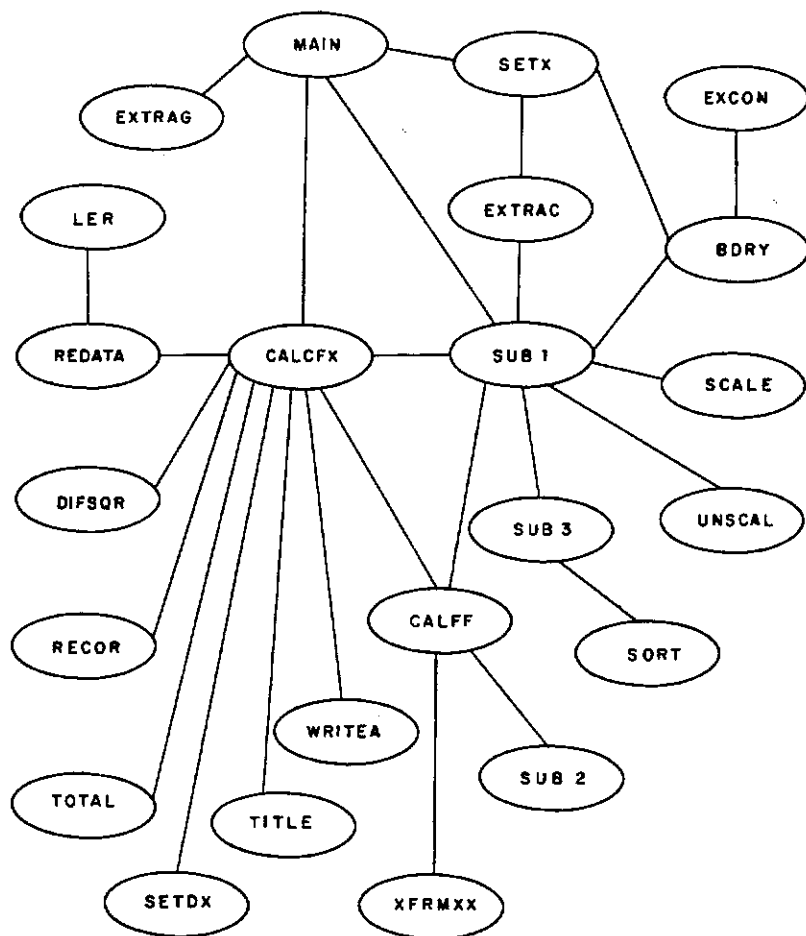 MAIN
SETX
EXCON
EXTRAG
LER
EXTRAC
BDRY
REDATA
CALCFX
SUB 1
SCALE
DIFSQR
SUB 3
UNSCAL
RECOR
CALFF
SORT
WRITEA
SUB 2
TOTAL
TITLE
SETDX
XFRMXX